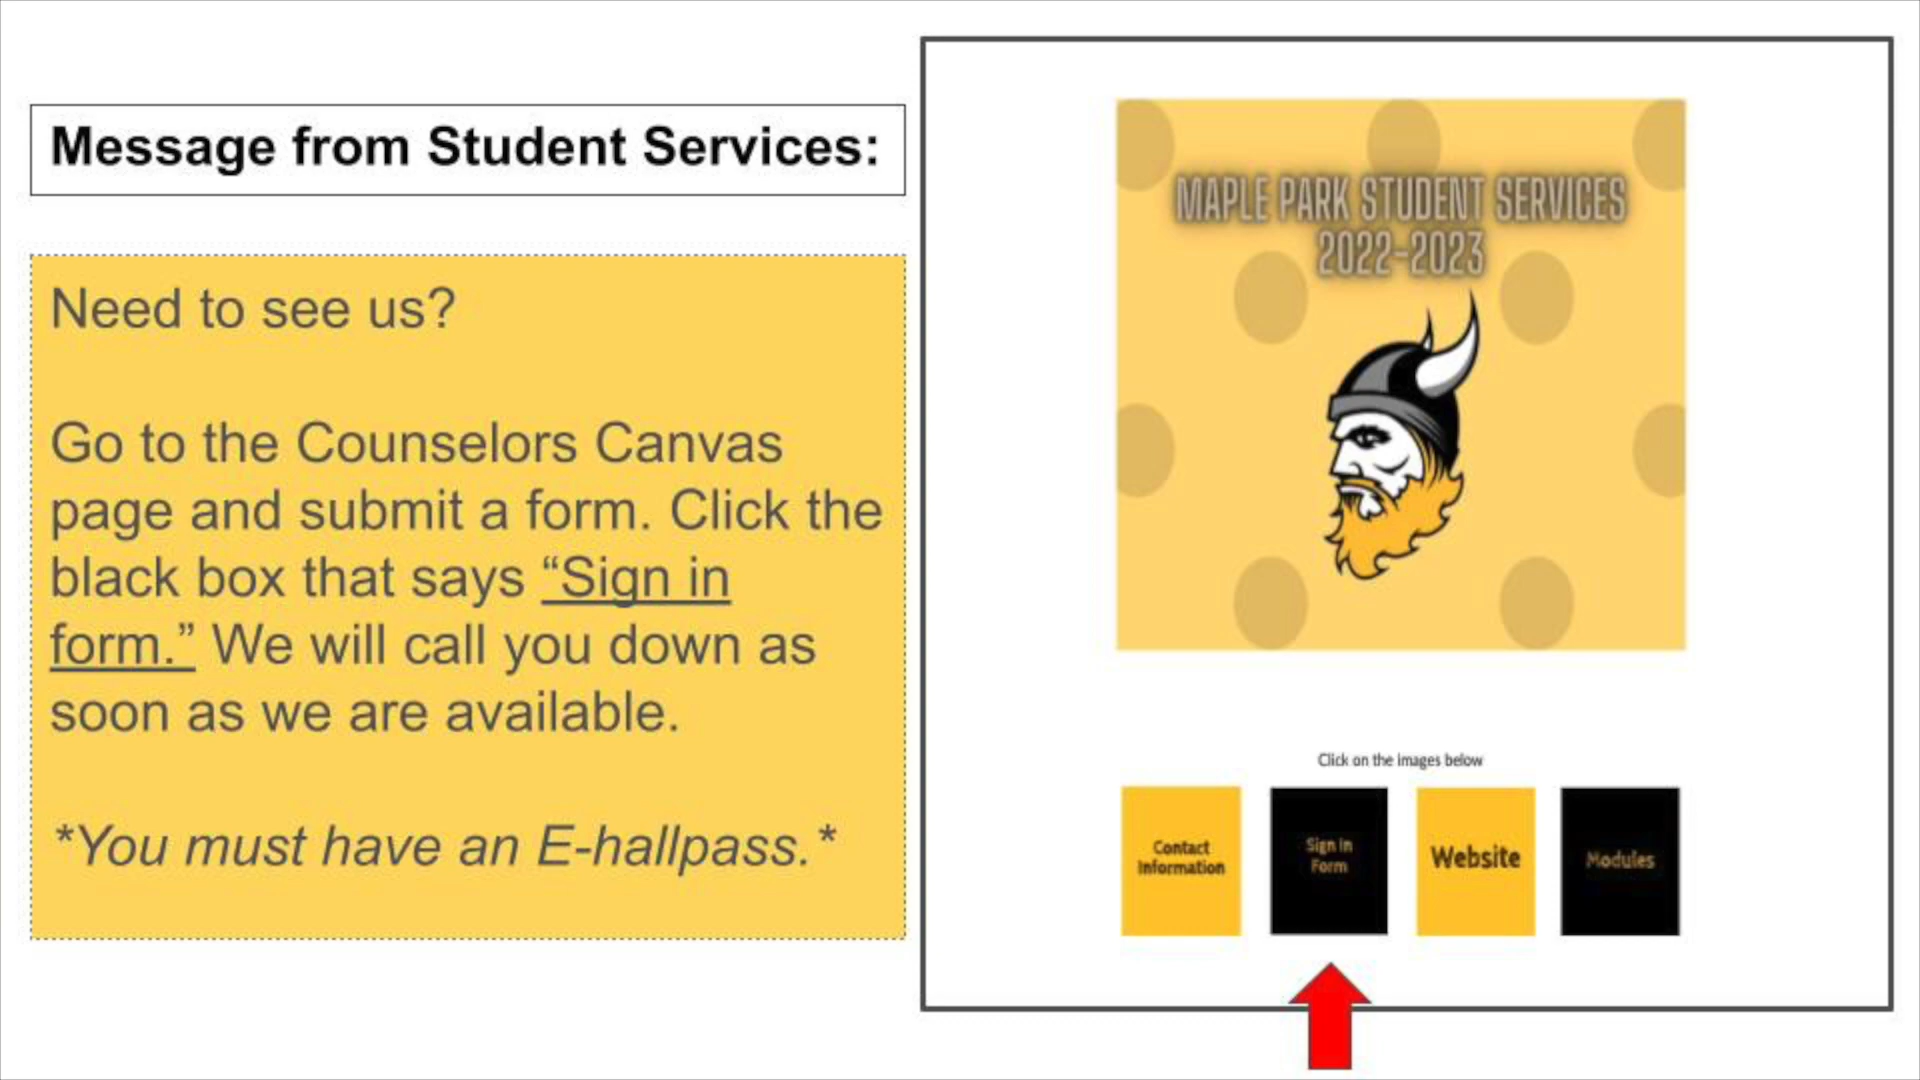 Message from Student Services:
Need to see us?
Go to the Counselors Canvas
page and submit a form. Click the
black box that says “Sign in
form.” We will call you down as
soon as we are available.
*You must have an E-hallpass.*
MAPLE PARK STUDENT SERVICES
2022-2023
Click on the images below
Contact
Information
Sign In
Form
Website
Modules